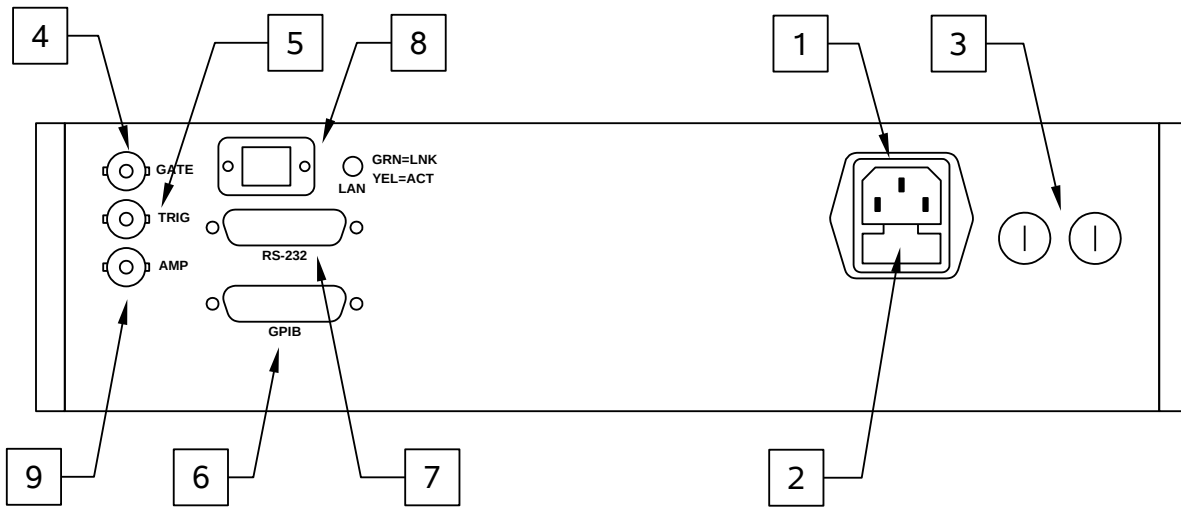 4
5
8
1
3
GATE
TRIG
AMP
GRN=LNK
YEL=ACT
LAN
RS-232
GPIB
9
6
7
2